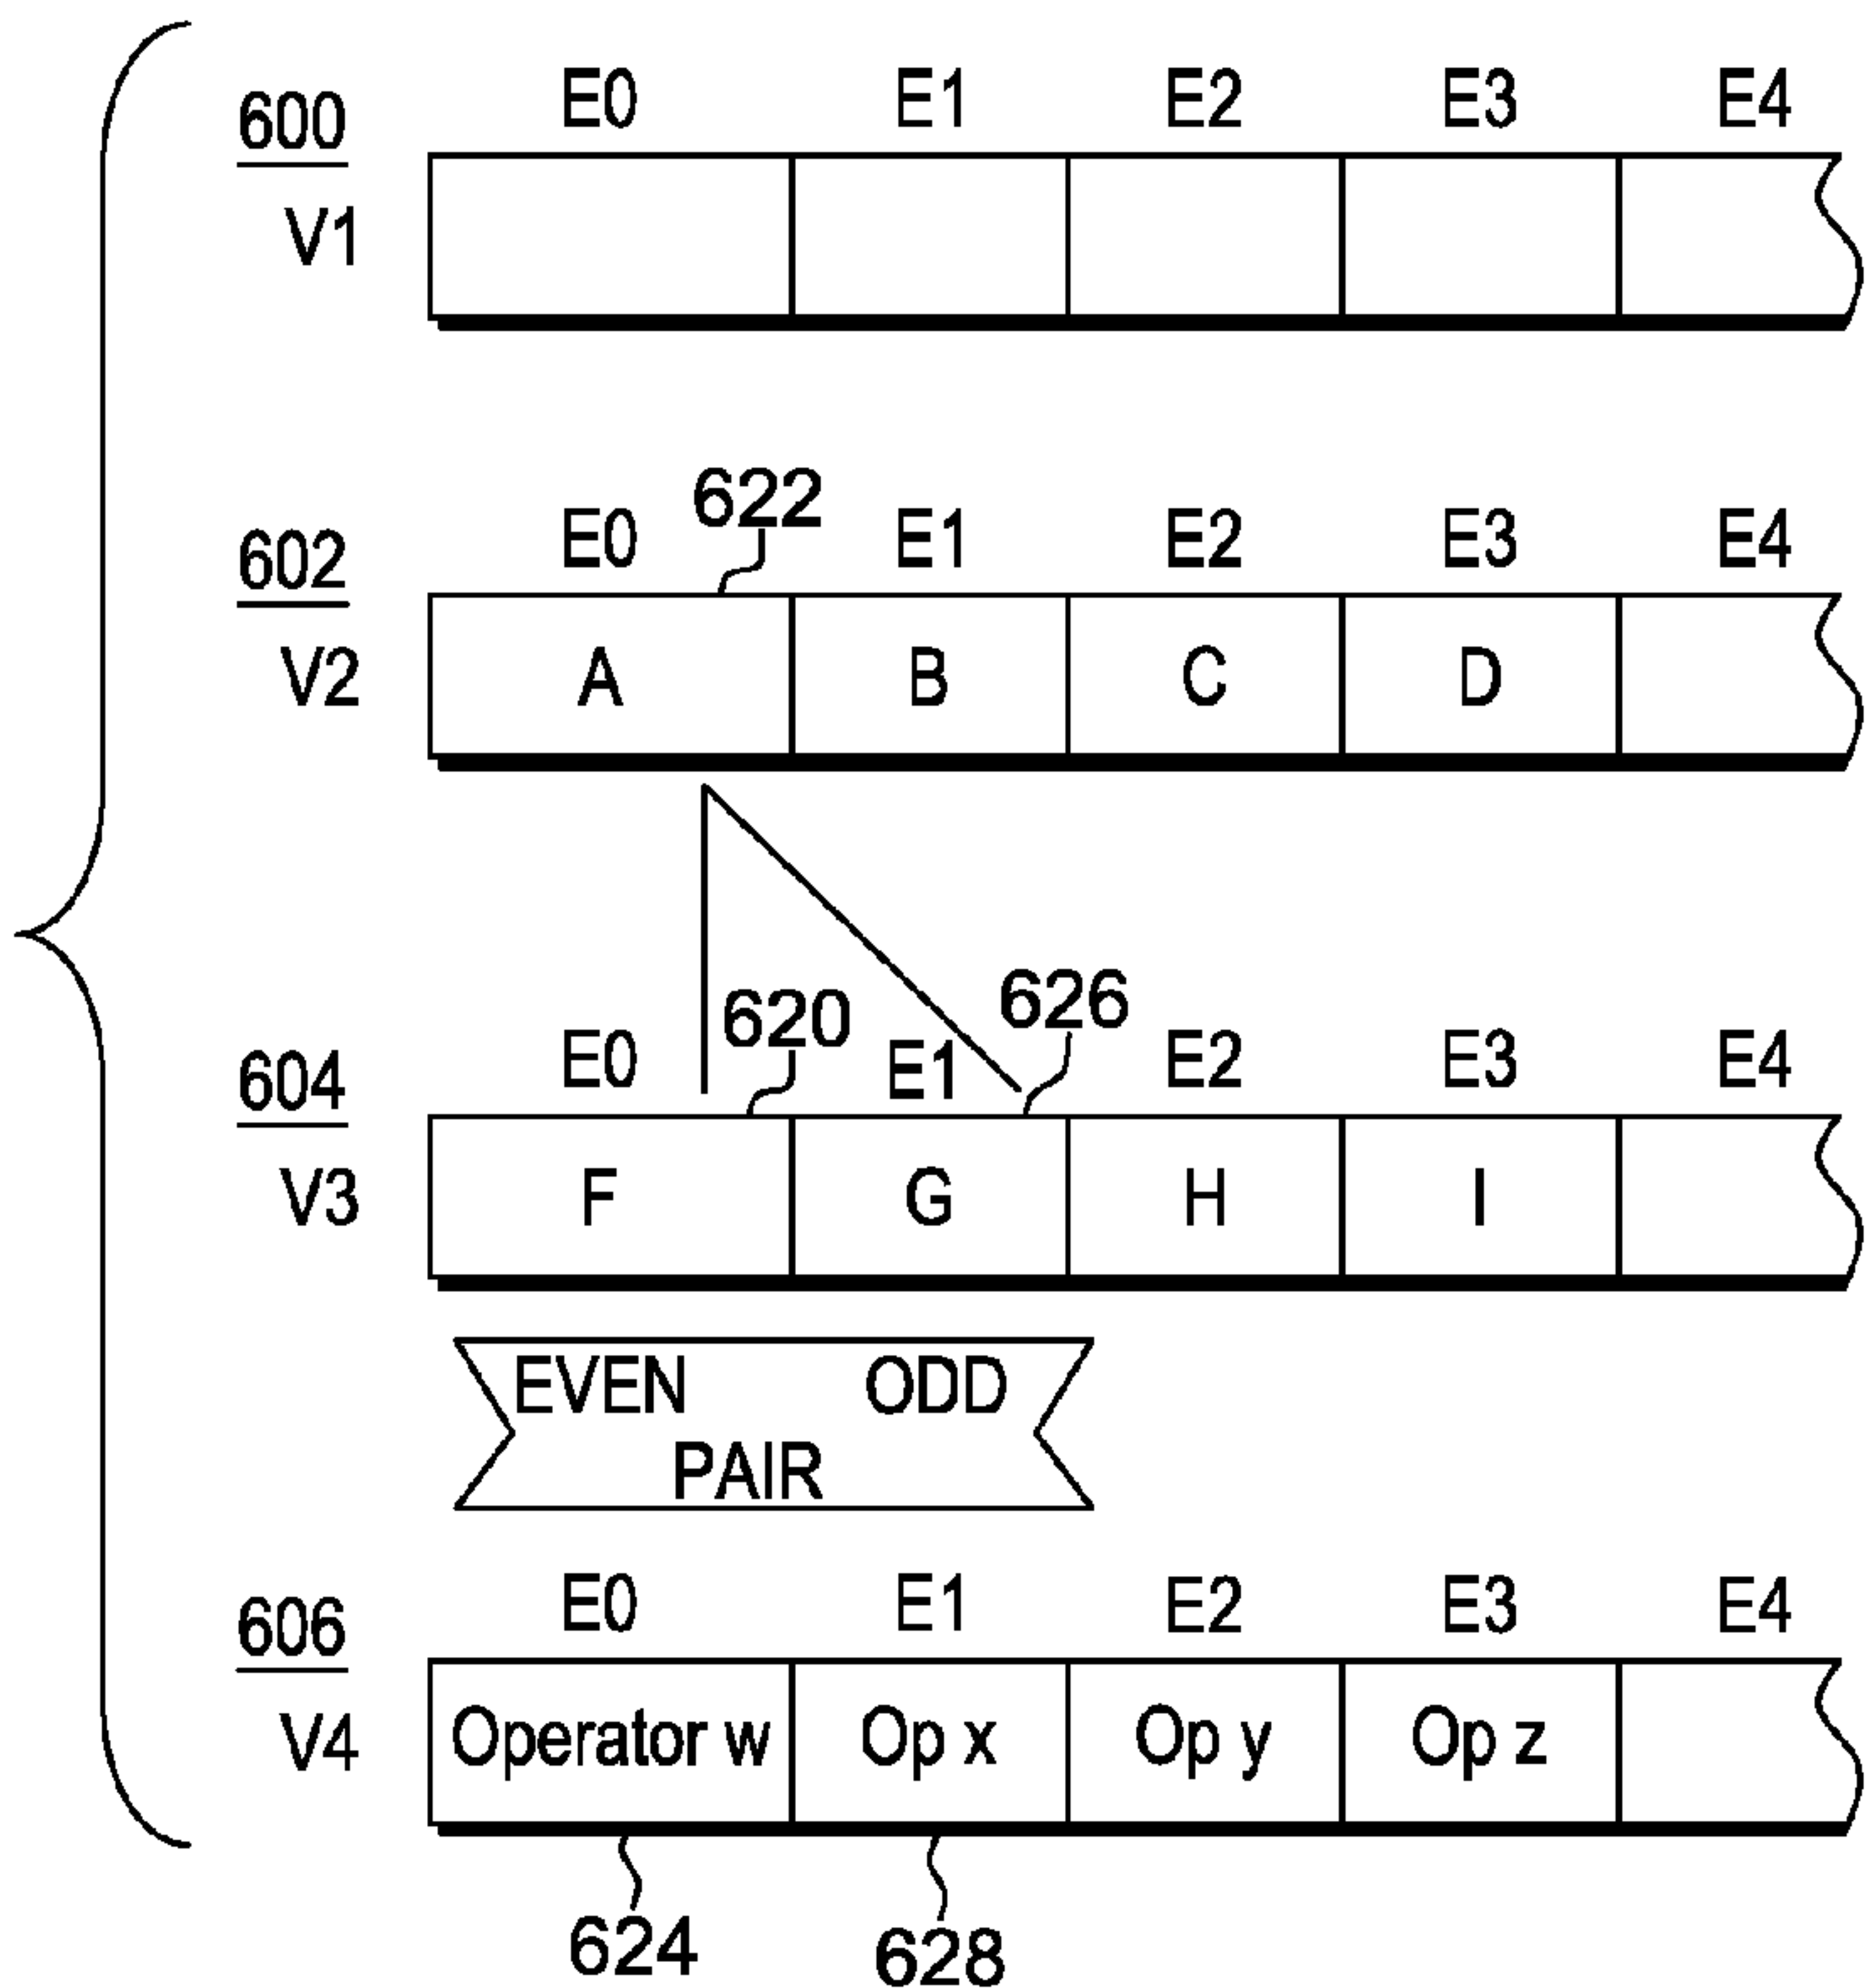 600 E0 E1 E2 E3 E4
V1
622
602 E0 E1 E2 E3 E4
V2 A B C D
620 626
604 E0 E1 E2 E3 E4
V3 F G H I
EVEN ODD
PAIR
606 E0 E1 E2 E3 E4
V4 Operator w Op x Op y Op z
624 628